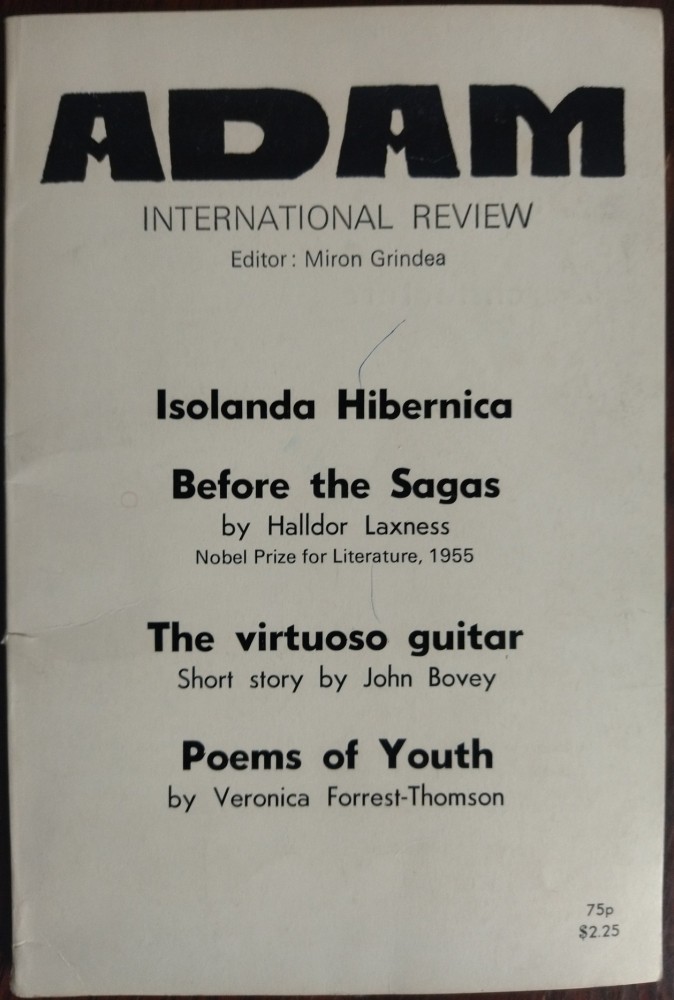 ADAM
INTERNATIONAL REVIEW
Editor: Miron Grindea
Isolanda Hibernica
Before the Sagas
by Halldor Laxness
Nobel Prize for Literature, 1955
The virtuoso guitar
Short story by John Bovey
Poems of Youth
by Veronica Forrest-Thomson
75p
$2.25